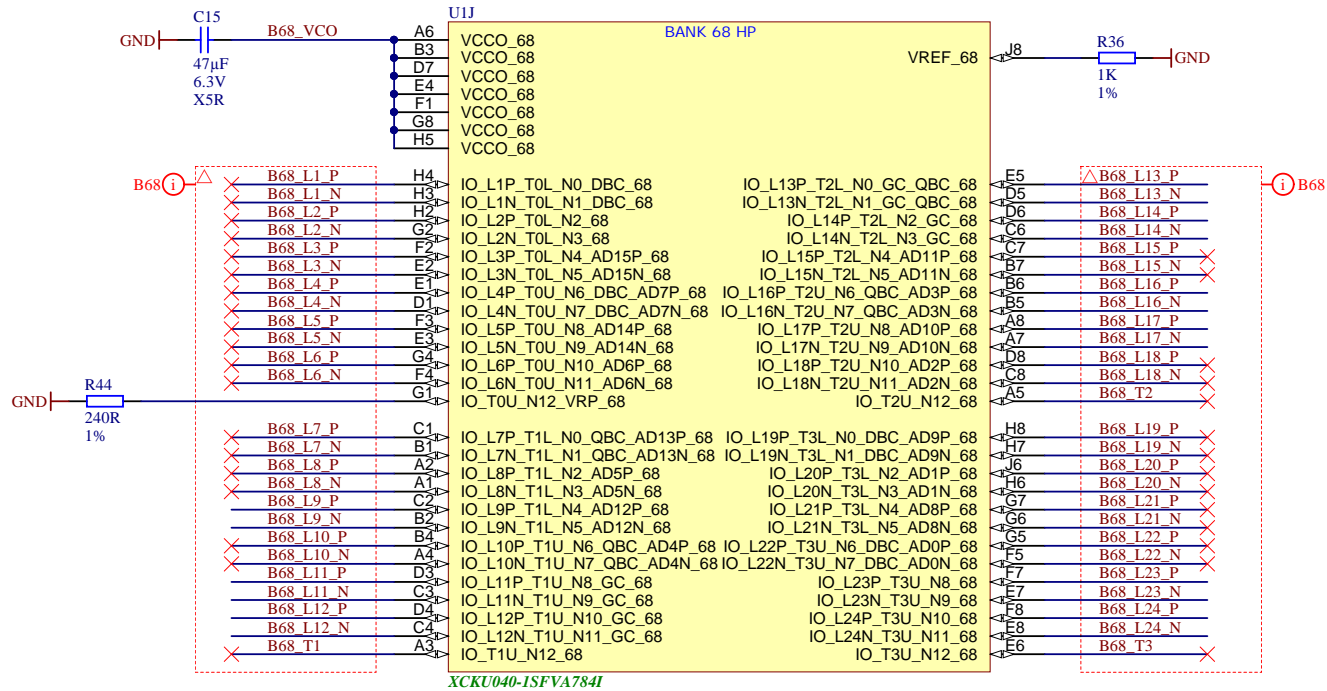 U1J
BANK 68 HP
C15
GND
B68_VCO
47µF
6.3V
X5R
A6 VCCO_68
B3 VCCO_68
D7 VCCO_68
E4 VCCO_68
F1 VCCO_68
G8 VCCO_68
H5 VCCO_68
VREF_68 J8
R36
1K
1%
GND
B68 i
B68_L1_P H4 IO_L1P_T0L_N0_DBC_68
B68_L1_N H3 IO_L1N_T0L_N1_DBC_68
B68_L2_P H2 IO_L2P_T0L_N2_68
B68_L2_N G2 IO_L2N_T0L_N3_68
B68_L3_P F2 IO_L3P_T0L_N4_AD15P_68
B68_L3_N E2 IO_L3N_T0L_N5_AD15N_68
B68_L4_P E1 IO_L4P_T0U_N6_DBC_AD7P_68
B68_L4_N D1 IO_L4N_T0U_N7_DBC_AD7N_68
B68_L5_P F3 IO_L5P_T0U_N8_AD14P_68
B68_L5_N E3 IO_L5N_T0U_N9_AD14N_68
B68_L6_P G4 IO_L6P_T0U_N10_AD6P_68
B68_L6_N F4 IO_L6N_T0U_N11_AD6N_68
GND
R44
240R
1%
G1 IO_T0U_N12_VRP_68
B68_L7_P C1 IO_L7P_T1L_N0_QBC_AD13P_68
B68_L7_N B1 IO_L7N_T1L_N1_QBC_AD13N_68
B68_L8_P A2 IO_L8P_T1L_N2_AD5P_68
B68_L8_N A1 IO_L8N_T1L_N3_AD5N_68
B68_L9_P C2 IO_L9P_T1L_N4_AD12P_68
B68_L9_N B2 IO_L9N_T1L_N5_AD12N_68
B68_L10_P B4 IO_L10P_T1U_N6_QBC_AD4P_68
B68_L10_N A4 IO_L10N_T1U_N7_QBC_AD4N_68
B68_L11_P D3 IO_L11P_T1U_N8_GC_68
B68_L11_N C3 IO_L11N_T1U_N9_GC_68
B68_L12_P D4 IO_L12P_T1U_N10_GC_68
B68_L12_N C4 IO_L12N_T1U_N11_GC_68
B68_T1 A3 IO_T1U_N12_68
IO_L13P_T2L_N0_GC_QBC_68 E5 B68_L13_P
IO_L13N_T2L_N1_GC_QBC_68 D5 B68_L13_N
IO_L14P_T2L_N2_GC_68 D6 B68_L14_P
IO_L14N_T2L_N3_GC_68 C6 B68_L14_N
IO_L15P_T2L_N4_AD11P_68 C7 B68_L15_P
IO_L15N_T2L_N5_AD11N_68 B7 B68_L15_N
IO_L16P_T2U_N6_QBC_AD3P_68 B6 B68_L16_P
IO_L16N_T2U_N7_QBC_AD3N_68 B5 B68_L16_N
IO_L17P_T2U_N8_AD10P_68 A8 B68_L17_P
IO_L17N_T2U_N9_AD10N_68 A7 B68_L17_N
IO_L18P_T2U_N10_AD2P_68 D8 B68_L18_P
IO_L18N_T2U_N11_AD2N_68 C8 B68_L18_N
IO_T2U_N12_68 A5 B68_T2
IO_L19P_T3L_N0_DBC_AD9P_68 H8 B68_L19_P
IO_L19N_T3L_N1_DBC_AD9N_68 H7 B68_L19_N
IO_L20P_T3L_N2_AD1P_68 J6 B68_L20_P
IO_L20N_T3L_N3_AD1N_68 H6 B68_L20_N
IO_L21P_T3L_N4_AD8P_68 G7 B68_L21_P
IO_L21N_T3L_N5_AD8N_68 G6 B68_L21_N
IO_L22P_T3U_N6_DBC_AD0P_68 G5 B68_L22_P
IO_L22N_T3U_N7_DBC_AD0N_68 F5 B68_L22_N
IO_L23P_T3U_N8_68 F7 B68_L23_P
IO_L23N_T3U_N9_68 E7 B68_L23_N
IO_L24P_T3U_N10_68 F8 B68_L24_P
IO_L24N_T3U_N11_68 E8 B68_L24_N
IO_T3U_N12_68 E6 B68_T3
i B68
XCKU040-1SFVA784I